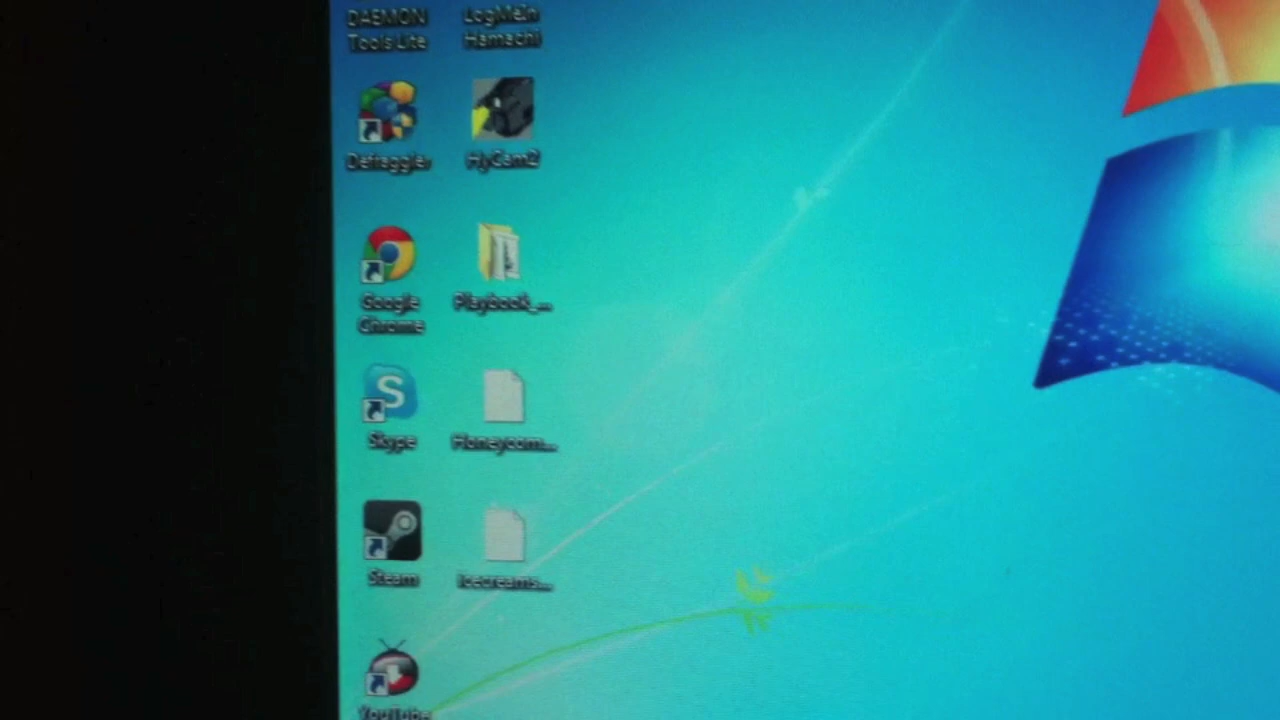 DAEMON
Tools Lite
LogMeIn
Hamachi
Defraggler
HyCam2
Google
Chrome
Playbook_...
Skype
Honeycom...
Steam
Icecreams...
YouTube